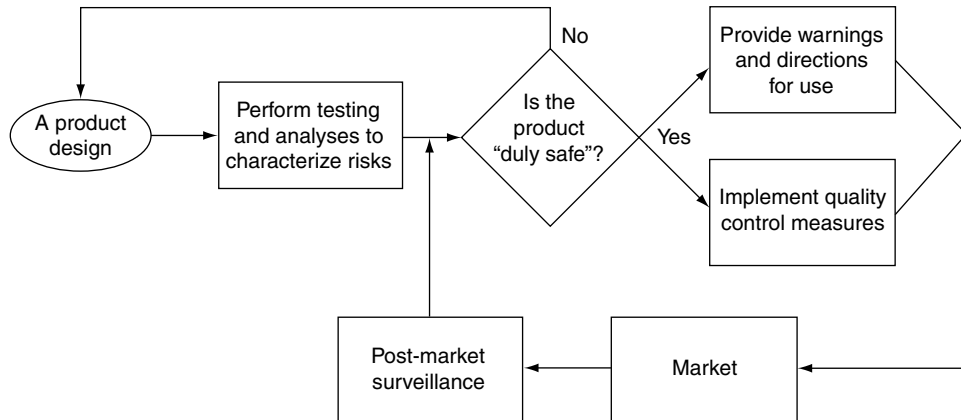 A product
design
Perform testing
and analyses to
characterize risks
No
Is the
product
“duly safe”?
Yes
Provide warnings
and directions
for use
Implement quality
control measures
Post-market
surveillance
Market